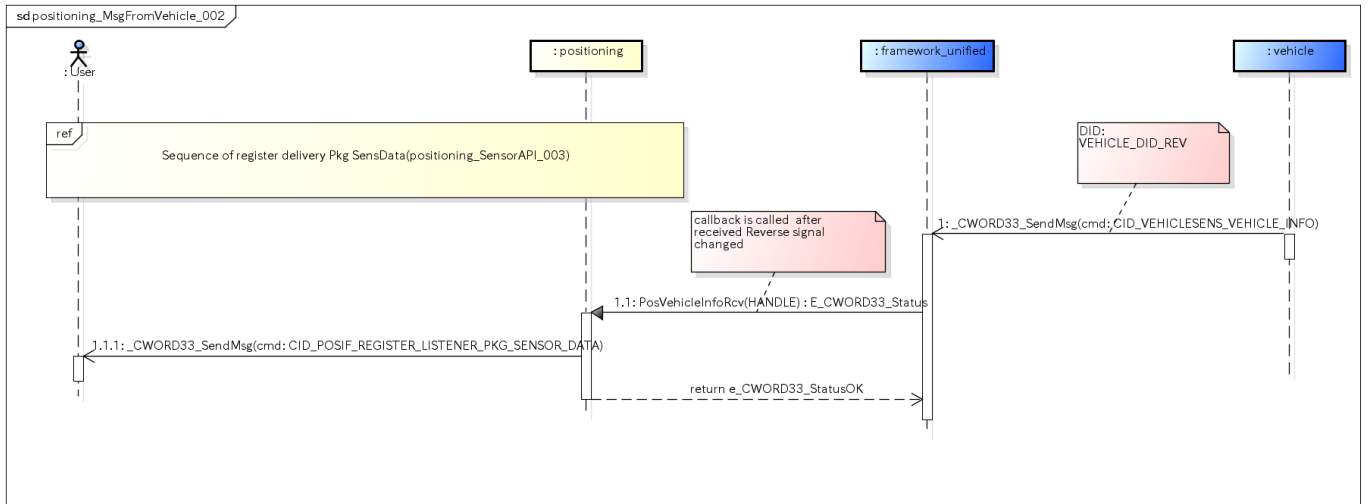 sd positioning_MsgFromVehicle_002
: User
: positioning
: framework_unified
: vehicle
ref
Sequence of register delivery Pkg SensData(positioning_SensorAPI_003)
DID:
VEHICLE_DID_REV
callback is called after
received Reverse signal
changed
1: _CWORD33_SendMsg(cmd: CID_VEHICLESENS_VEHICLE_INFO)
1.1: PosVehicleInfoRcv(HANDLE) : E_CWORD33_Status
1.1.1: _CWORD33_SendMsg(cmd: CID_POSIF_REGISTER_LISTENER_PKG_SENSOR_DATA)
return e_CWORD33_StatusOK